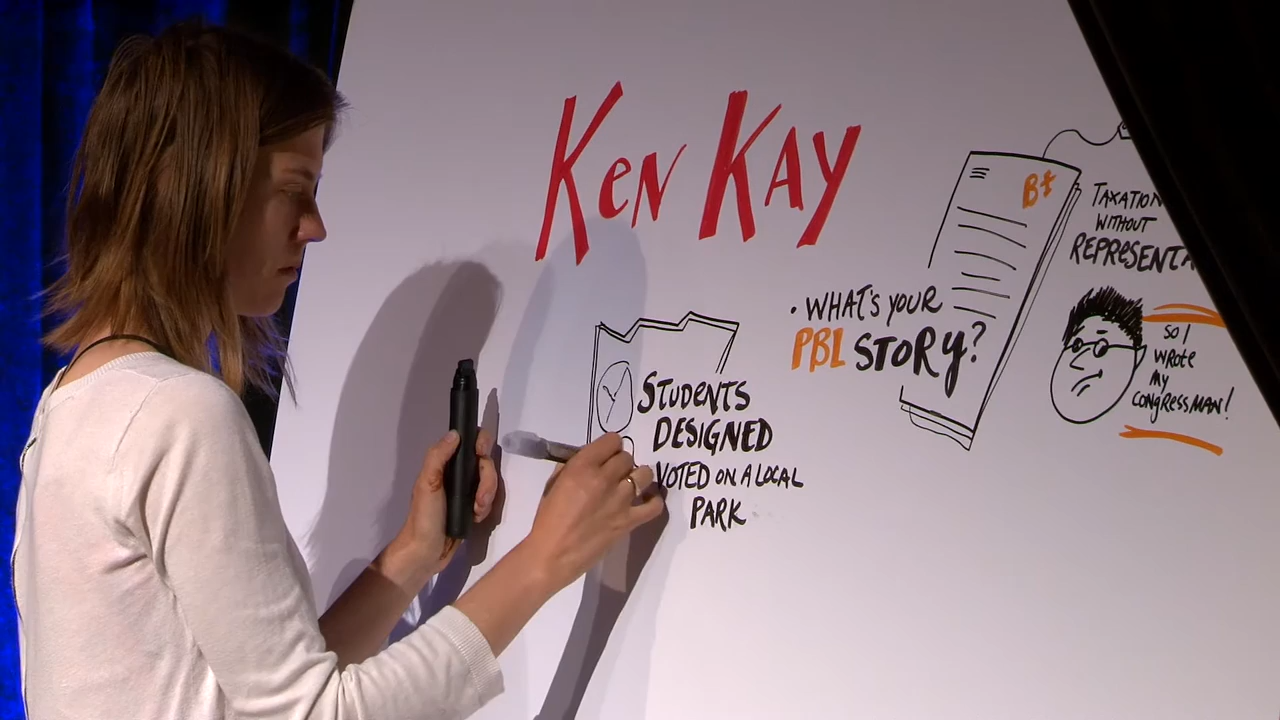 KEN KAY
STUDENTS
DESIGNED
VOTED ON A LOCAL
PARK
• WHAT'S YOUR
PBL STORY?
B+
TAXATION
WITHOUT
SO I
WROTE
MY
CONGRESSMAN!